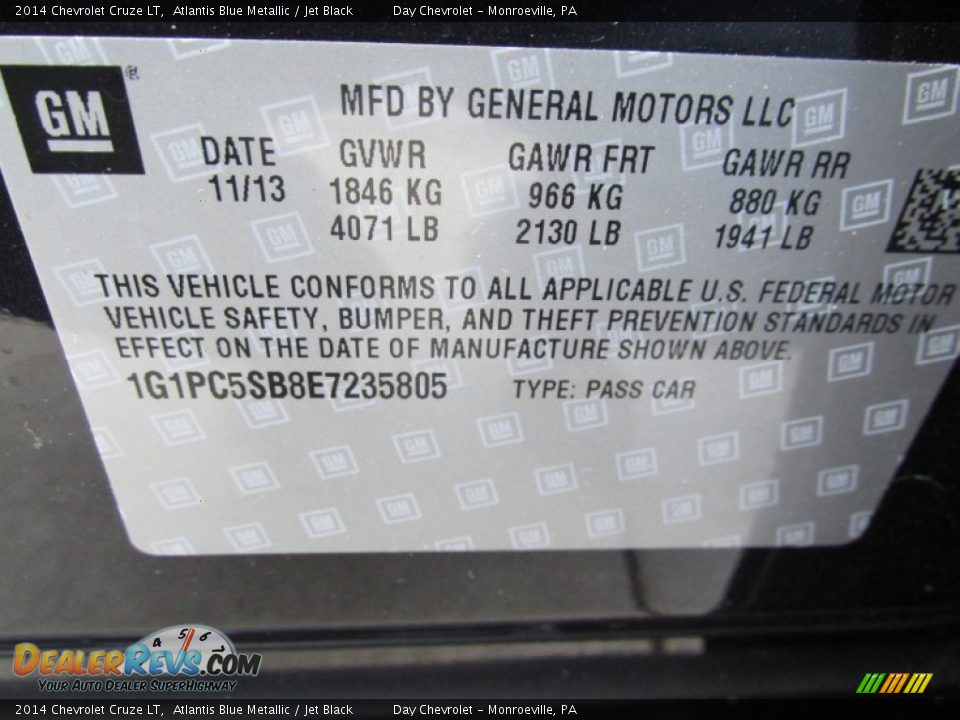 2014 Chevrolet Cruze LT, Atlantis Blue Metallic / Jet Black Day Chevrolet - Monroeville, PA
GM ®
MFD BY GENERAL MOTORS LLC
DATE GVWR GAWR FRT GAWR RR
11/13 1846 KG 966 KG 880 KG
4071 LB 2130 LB 1941 LB
THIS VEHICLE CONFORMS TO ALL APPLICABLE U.S. FEDERAL MOTOR
VEHICLE SAFETY, BUMPER, AND THEFT PREVENTION STANDARDS IN
EFFECT ON THE DATE OF MANUFACTURE SHOWN ABOVE.
1G1PC5SB8E7235805 TYPE: PASS CAR
4 5 6
DEALERREVS.COM
YOUR AUTO DEALER SUPERHIGHWAY
2014 Chevrolet Cruze LT, Atlantis Blue Metallic / Jet Black Day Chevrolet - Monroeville, PA